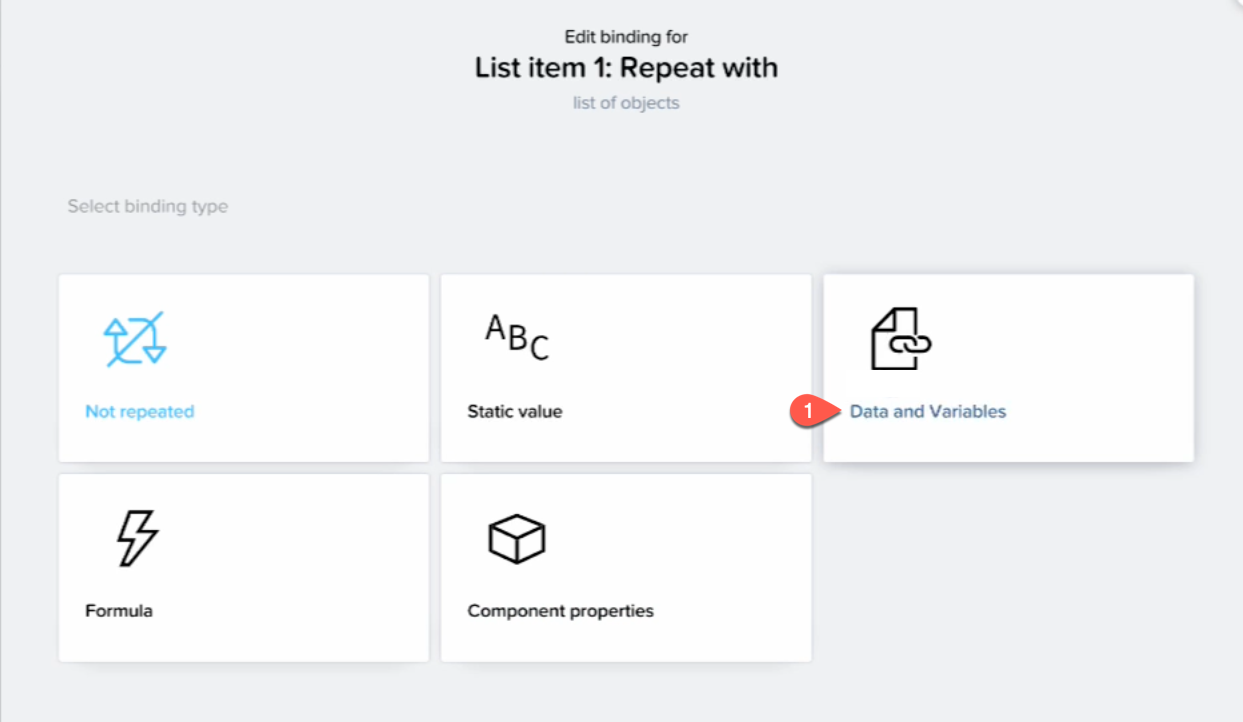 Edit binding for
List item 1: Repeat with
list of objects
Select binding type
ABC
Not repeated
Static value
1
Data and Variables
Formula
Component properties